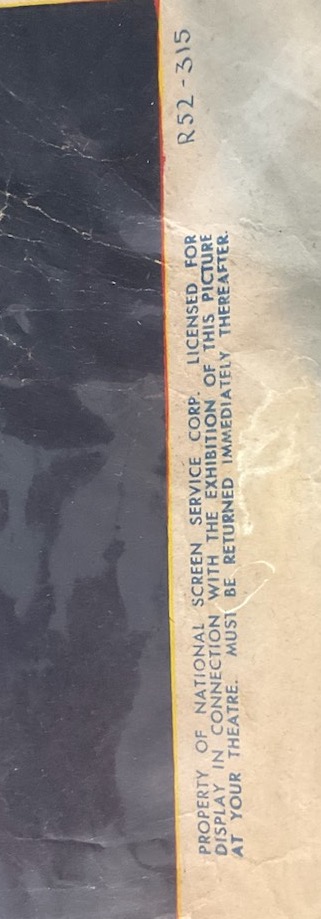 R52-315
PROPERTY OF NATIONAL SCREEN SERVICE CORP. LICENSED FOR
DISPLAY IN CONNECTION WITH THE EXHIBITION OF THIS PICTURE
AT YOUR THEATRE. MUST BE RETURNED IMMEDIATELY THEREAFTER.